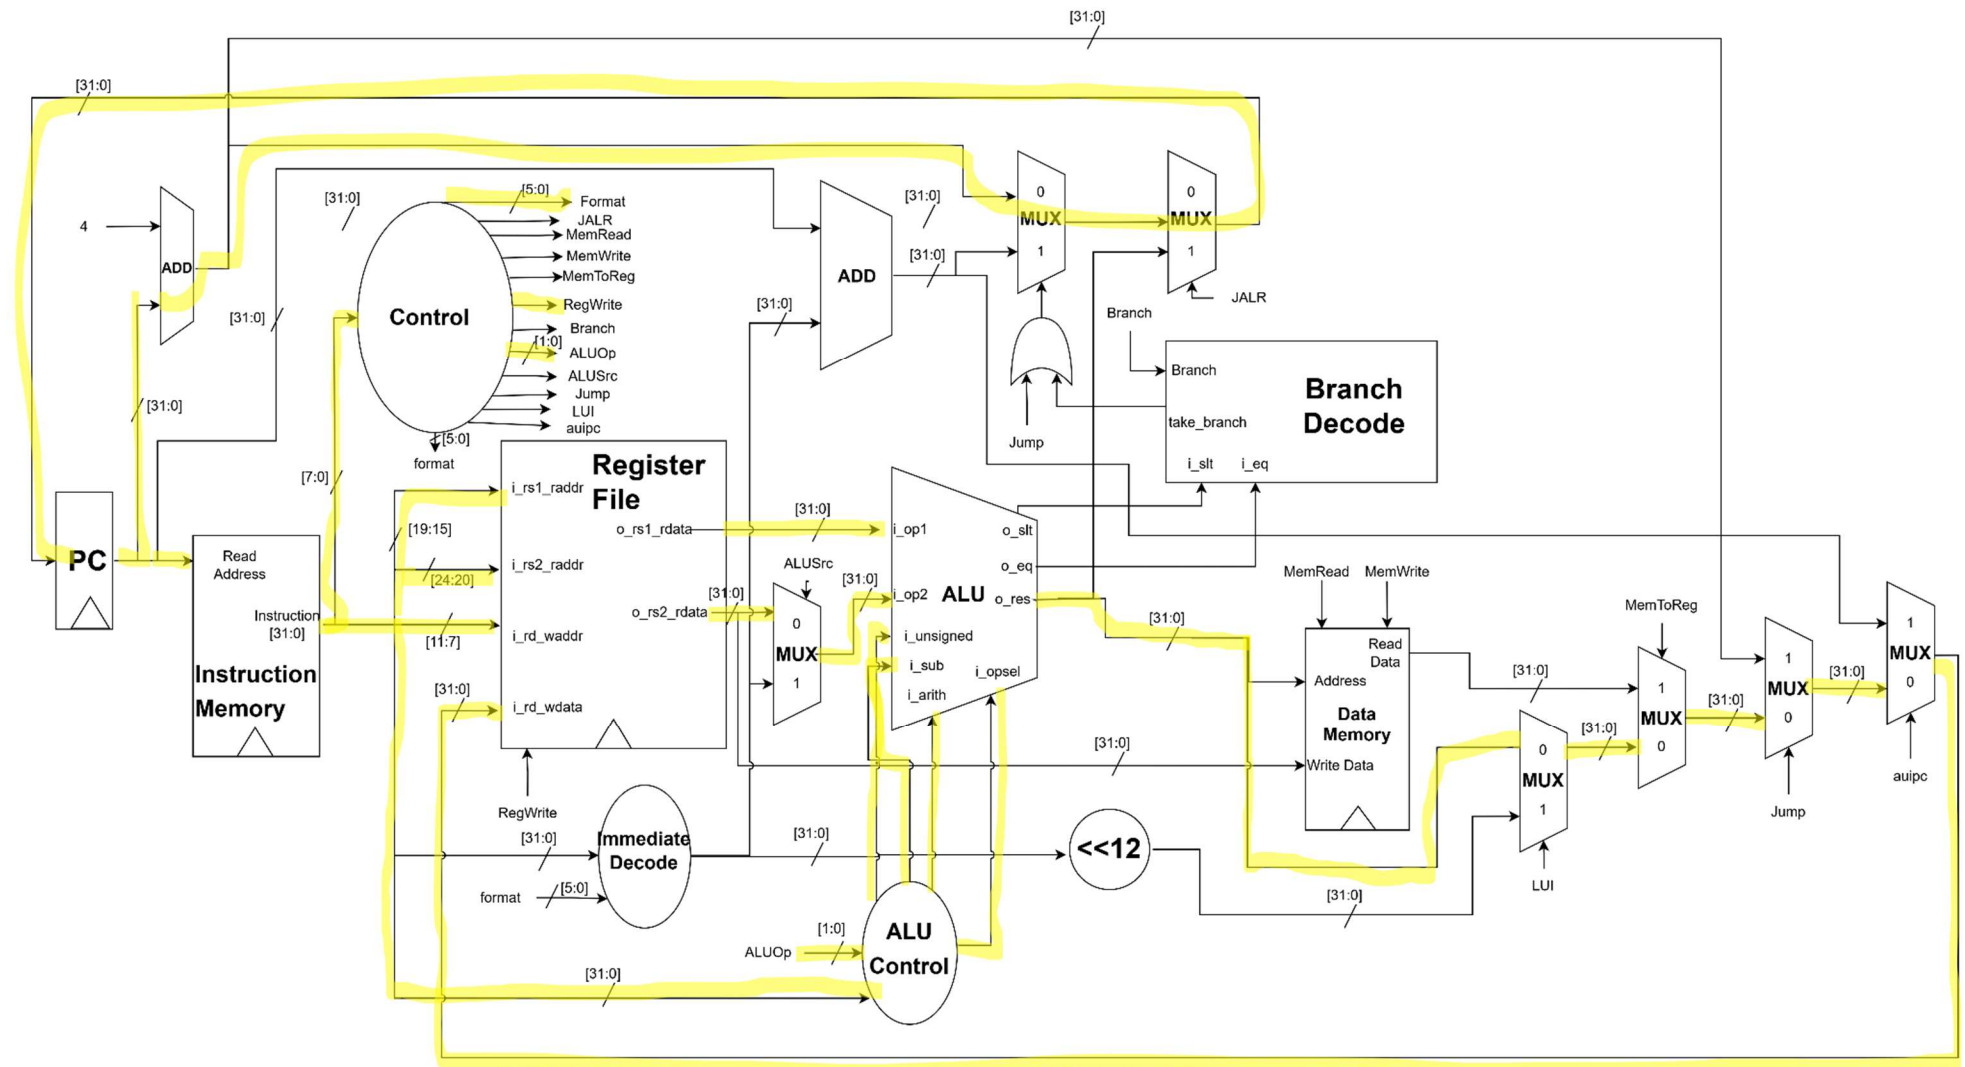 [31:0]
[31:0]
4
ADD
[31:0]
[31:0]
[31:0]
Control
[5:0]
Format
JALR
MemRead
MemWrite
MemToReg
RegWrite
Branch
[1:0]
ALUOp
ALUSrc
Jump
LUI
auipc
[5:0]
format
[7:0]
PC
Read
Address
Instruction
[31:0]
Instruction
Memory
Register
File
i_rs1_raddr
[19:15]
o_rs1_rdata
i_rs2_raddr
[24:20]
o_rs2_rdata
i_rd_waddr
[11:7]
[31:0]
i_rd_wdata
RegWrite
[31:0]
Immediate
Decode
format
[5:0]
[31:0]
[31:0]
ADD
[31:0]
[31:0]
0
MUX
1
0
MUX
1
JALR
Jump
Branch
Branch
take_branch
Branch
Decode
i_slt
i_eq
[31:0]
[31:0]
ALUSrc
0
MUX
1
[31:0]
i_op1
i_op2
ALU
o_slt
o_eq
o_res
i_unsigned
i_sub
i_arith
i_opsel
[31:0]
[31:0]
[31:0]
<<12
[31:0]
ALUOp
[1:0]
ALU
Control
MemRead
MemWrite
Read
Data
Address
Data
Memory
Write Data
[31:0]
0
MUX
1
LUI
[31:0]
MemToReg
1
MUX
0
[31:0]
1
MUX
0
Jump
[31:0]
1
MUX
0
auipc